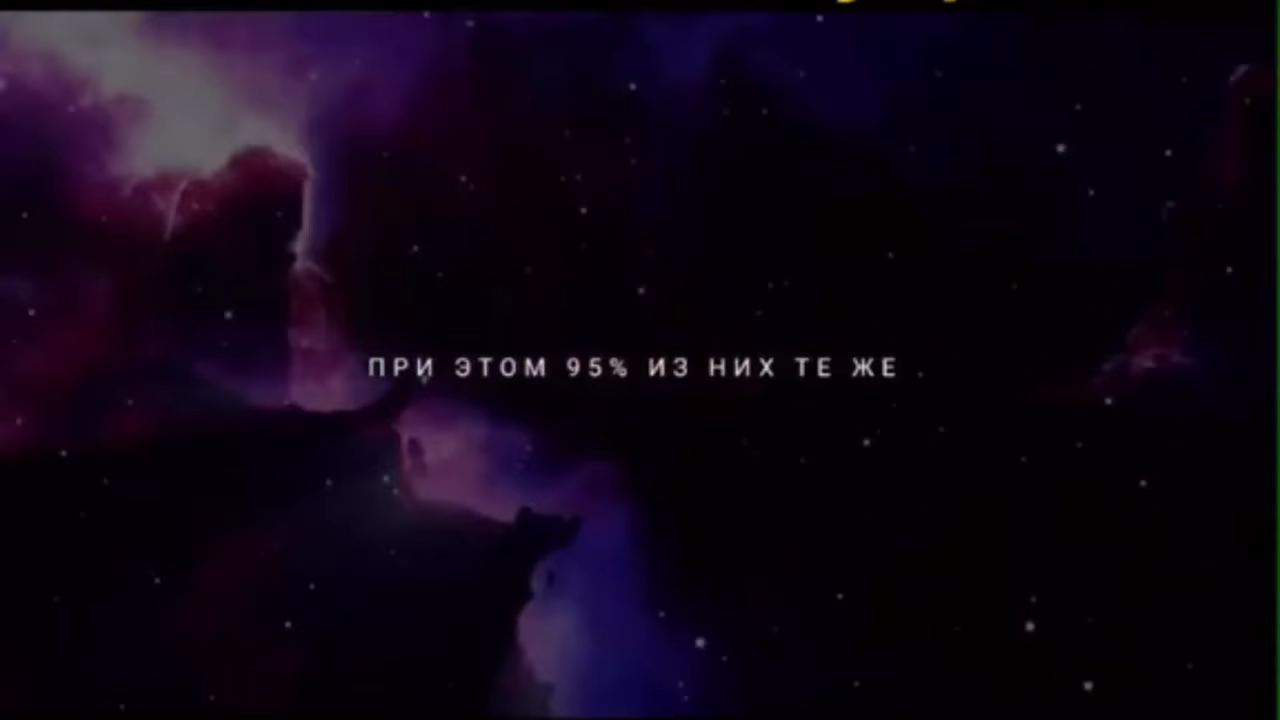 ПРИ ЭТОМ 95% ИЗ НИХ ТЕ ЖЕ